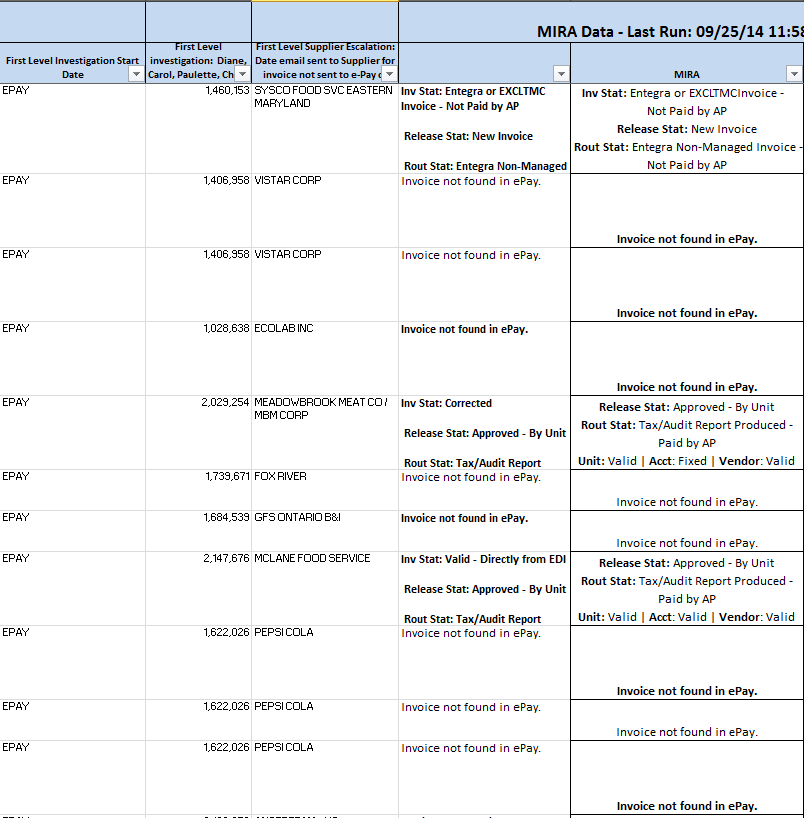 MIRA Data - Last Run: 09/25/14 11:58
First Level Investigation Start
Date
First Level
investigation: Diane,
Carol, Paulette, Ch
First Level Supplier Escalation:
Date email sent to Supplier for
invoice not sent to e-Pay
MIRA
EPAY
1,460,153
SYSCO FOOD SVC EASTERN
MARYLAND
Inv Stat: Entegra or EXCLTMC
Invoice - Not Paid by AP
Release Stat: New Invoice
Rout Stat: Entegra Non-Managed
Inv Stat: Entegra or EXCLTMCInvoice -
Not Paid by AP
Release Stat: New Invoice
Rout Stat: Entegra Non-Managed Invoice -
Not Paid by AP
EPAY
1,406,958
VISTAR CORP
Invoice not found in ePay.
Invoice not found in ePay.
EPAY
1,406,958
VISTAR CORP
Invoice not found in ePay.
Invoice not found in ePay.
EPAY
1,028,638
ECOLAB INC
Invoice not found in ePay.
Invoice not found in ePay.
EPAY
2,029,254
MEADOWBROOK MEAT CO /
MBM CORP
Inv Stat: Corrected
Release Stat: Approved - By Unit
Rout Stat: Tax/Audit Report
Release Stat: Approved - By Unit
Rout Stat: Tax/Audit Report Produced -
Paid by AP
Unit: Valid | Acct: Fixed | Vendor: Valid
EPAY
1,739,671
FOX RIVER
Invoice not found in ePay.
Invoice not found in ePay.
EPAY
1,684,539
GFS ONTARIO B&I
Invoice not found in ePay.
Invoice not found in ePay.
EPAY
2,147,676
MCLANE FOOD SERVICE
Inv Stat: Valid - Directly from EDI
Release Stat: Approved - By Unit
Rout Stat: Tax/Audit Report
Release Stat: Approved - By Unit
Rout Stat: Tax/Audit Report Produced -
Paid by AP
Unit: Valid | Acct: Valid | Vendor: Valid
EPAY
1,622,026
PEPSI COLA
Invoice not found in ePay.
Invoice not found in ePay.
EPAY
1,622,026
PEPSI COLA
Invoice not found in ePay.
Invoice not found in ePay.
EPAY
1,622,026
PEPSI COLA
Invoice not found in ePay.
Invoice not found in ePay.